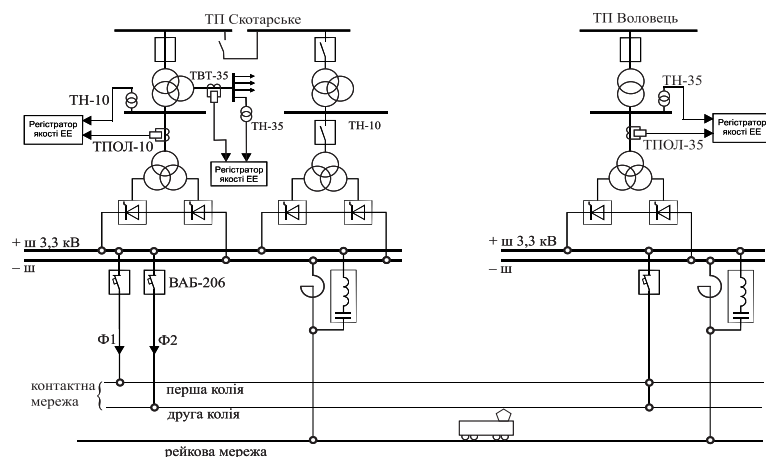 ТП Скотарське
ТП Воловець
ТВТ-35
ТН-10
ТН-35
Регістратор
якості ЕЕ
ТПОЛ-10
ТН-35
ТН-10
Регістратор
якості ЕЕ
Регістратор
якості ЕЕ
ТПОЛ-35
+ ш 3,3 кВ
– ш
+ ш 3,3 кВ
– ш
ВАБ-206
Ф1
Ф2
контактна
мережа
перша колія
друга колія
рейкова мережа